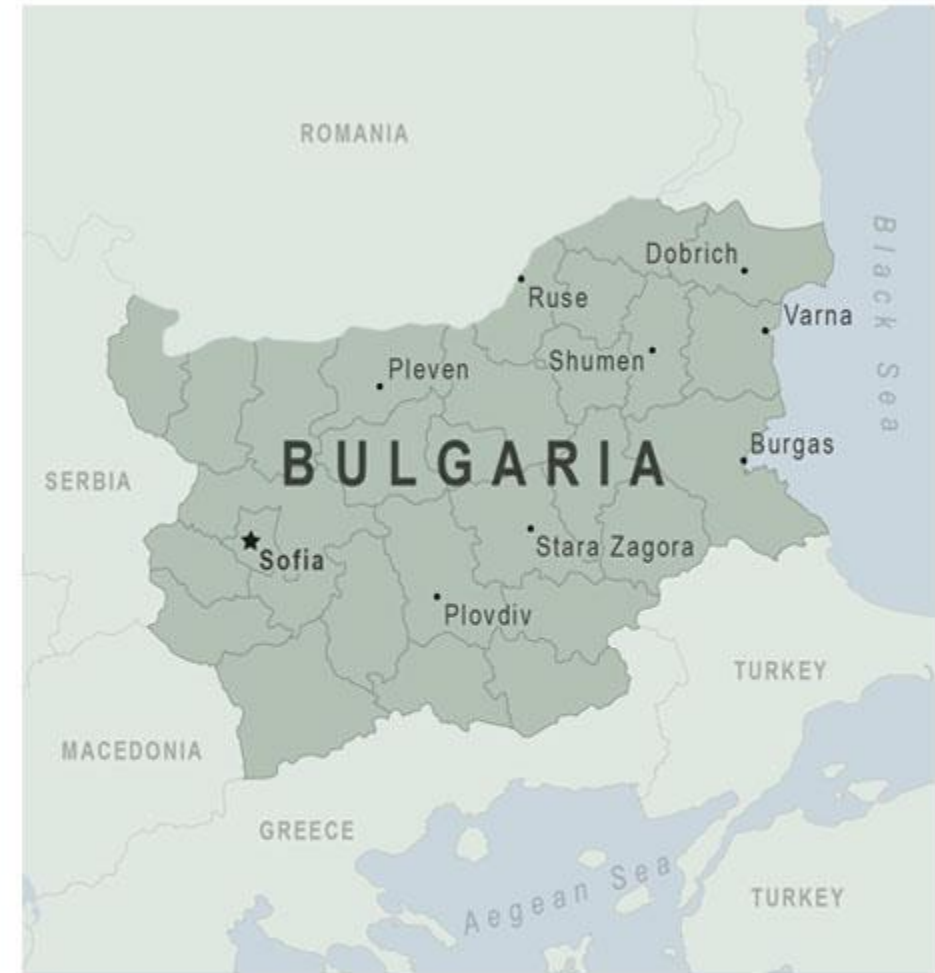 ROMANIA
Black Sea
Dobrich
Ruse
Varna
Shumen
Pleven
Burgas
BULGARIA
SERBIA
Stara Zagora
Sofia
Plovdiv
TURKEY
MACEDONIA
GREECE
Aegean Sea
TURKEY